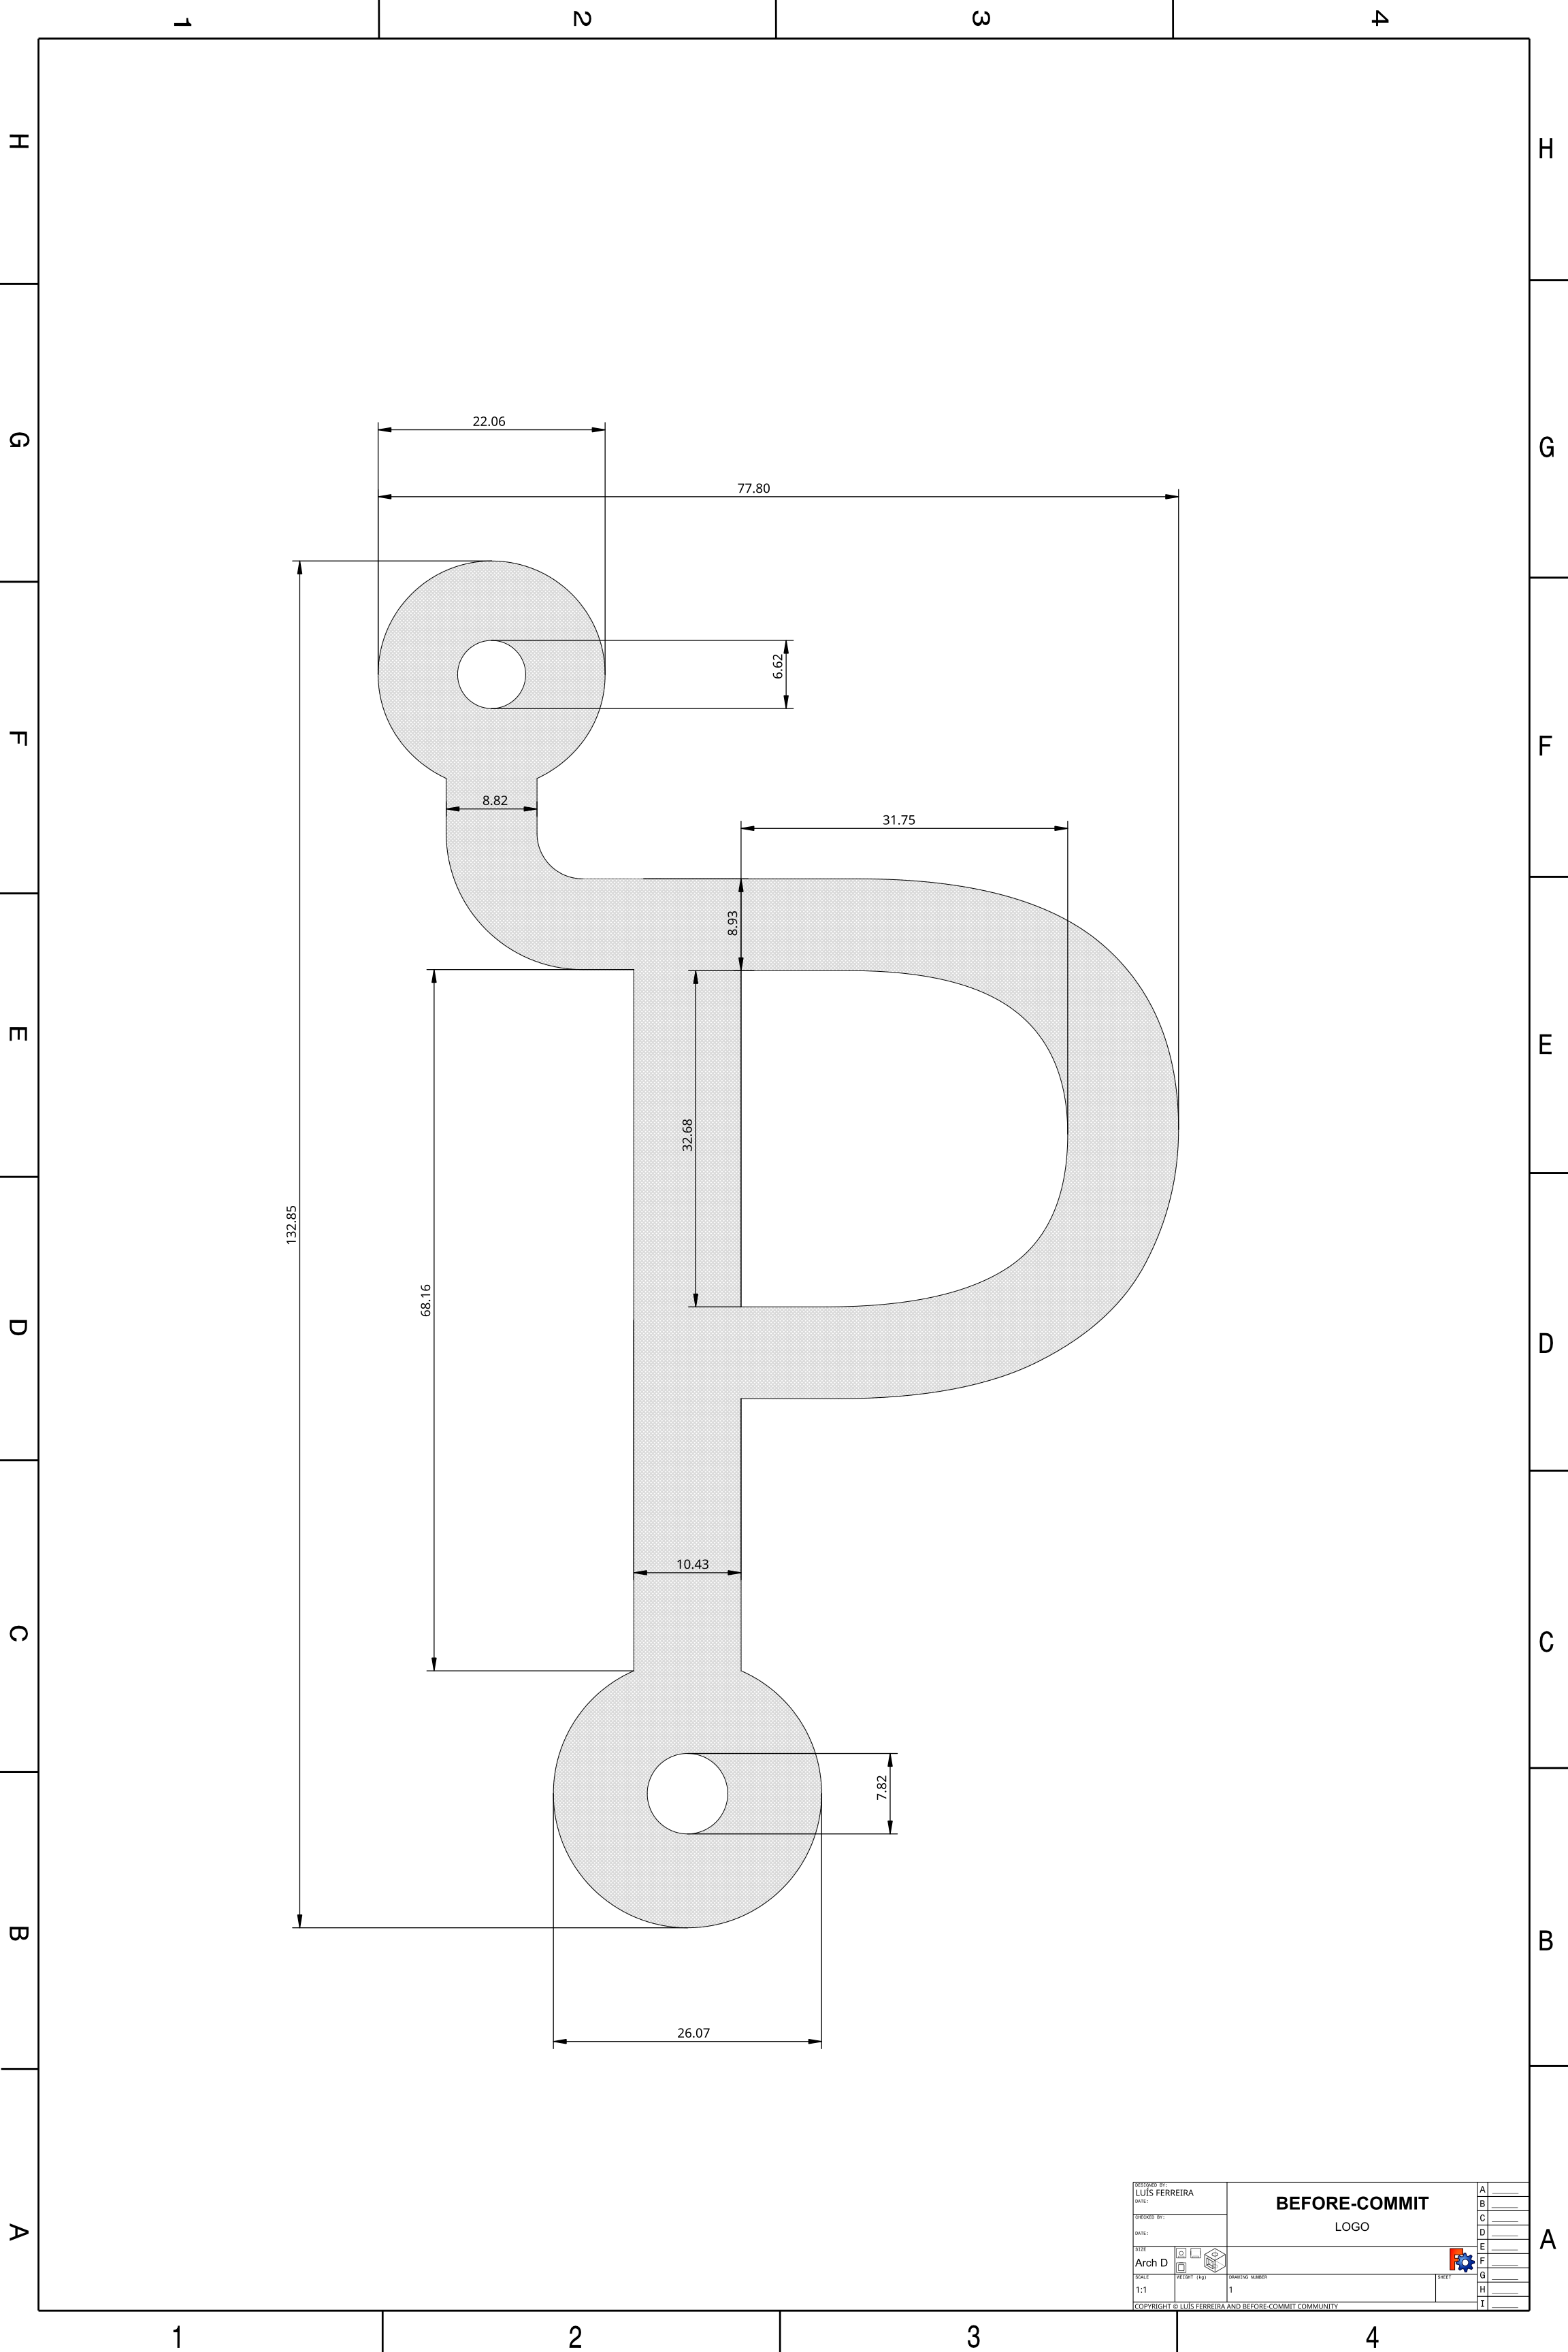 1 2 3 4
H H
G G
22.06
77.80
6.62
F F
8.82
31.75
8.93
E E
32.68
132.85
68.16
D D
10.43
C C
7.82
B B
26.07
DESIGNED BY:
LUÍS FERREIRA
DATE:
CHECKED BY:
DATE:
BEFORE-COMMIT
LOGO
SIZE
Arch D
SCALE
1:1
WEIGHT (kg)
DRAWING NUMBER
1
SHEET
COPYRIGHT © LUÍS FERREIRA AND BEFORE-COMMIT COMMUNITY
A
B
C
D
E
F
G
H
I
A A
1 2 3 4